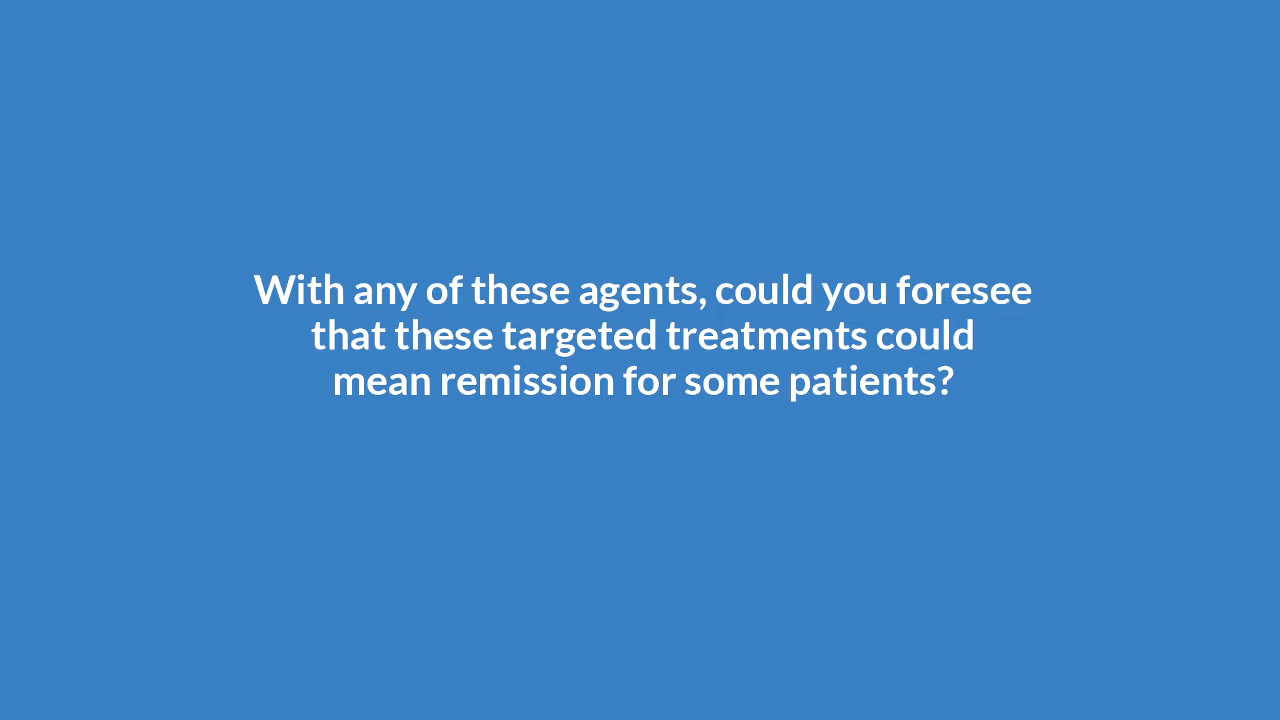 With any of these agents, could you foresee
that these targeted treatments could
mean remission for some patients?